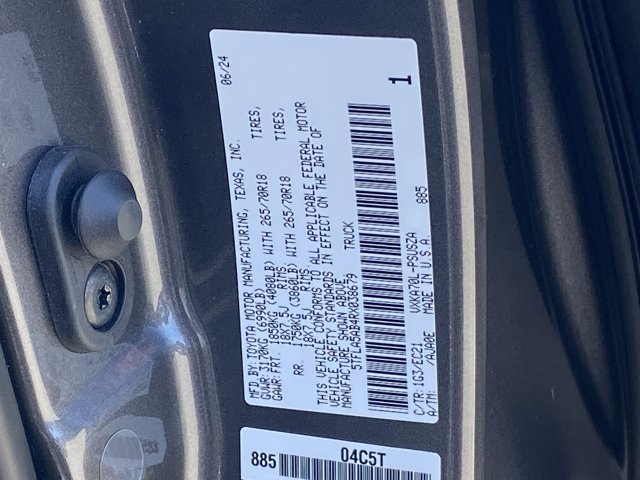 MFD.BY: TOYOTA MOTOR MANUFACTURING, TEXAS, INC. 06/24
GVWR: 3170KG (6990LB)
GAWR: FRT. 1850KG (4080LB) WITH 265/70R18 TIRES,
18X7.5J RIMS
RR. 1750KG (3860LB) WITH 265/70R18 TIRES,
18X7.5J RIMS
THIS VEHICLE CONFORMS TO ALL APPLICABLE FEDERAL MOTOR
VEHICLE SAFETY STANDARDS IN EFFECT ON THE DATE OF
MANUFACTURE SHOWN ABOVE.
5TFLA5AB4RX035679 TRUCK
1
C/TR: 1G3/EC21 VXKA70L-PSUSZA 885
A/TM: /AJA0E MADE IN U.S.A.
885 04C5T